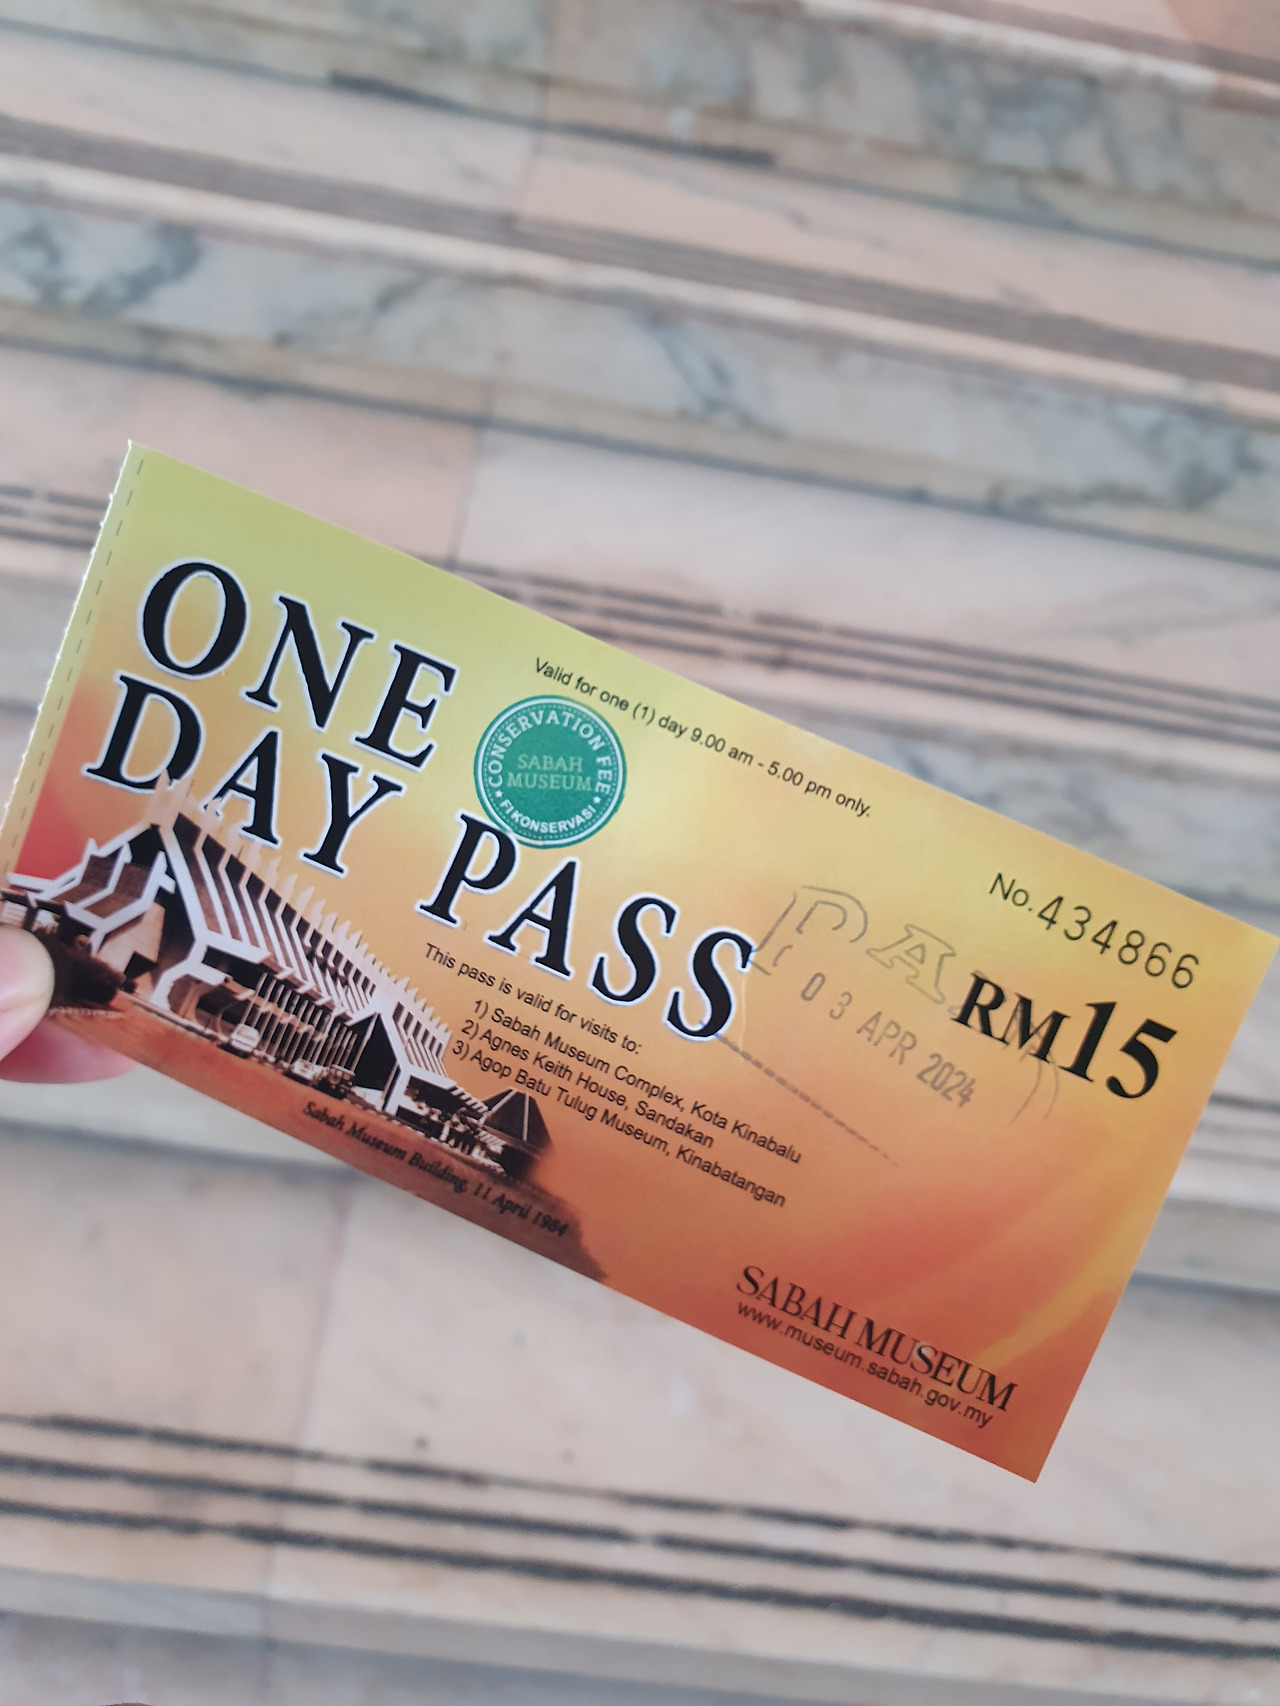 ONE
DAY PASS
Valid for one (1) day 9.00 am - 5.00 pm only.
CONSERVATION FEE
SABAH
MUSEUM
FI KONSERVASI
No.434866
RM15
03 APR 2024
This pass is valid for visits to:
1) Sabah Museum Complex, Kota Kinabalu
2) Agnes Keith House, Sandakan
3) Agop Batu Tulug Museum, Kinabatangan
Sabah Museum Building, 11 April 1984
SABAH MUSEUM
www.museum.sabah.gov.my